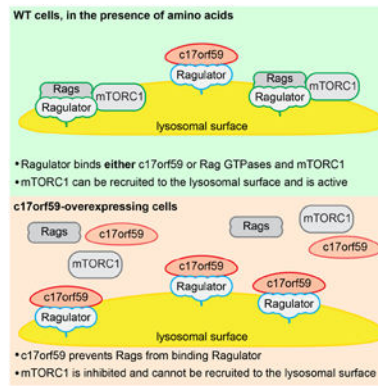 WT cells, in the presence of amino acids
c17orf59
Rags
mTORC1
Ragulator
Ragulator
Rags
mTORC1
Ragulator
lysosomal surface
• Ragulator binds either c17orf59 or Rag GTPases and mTORC1
• mTORC1 can be recruited to the lysosomal surface and is active
c17orf59-overexpressing cells
Rags
c17orf59
mTORC1
Rags
mTORC1
c17orf59
c17orf59
Ragulator
c17orf59
Ragulator
c17orf59
Ragulator
lysosomal surface
• c17orf59 prevents Rags from binding Ragulator
• mTORC1 is inhibited and cannot be recruited to the lysosomal surface